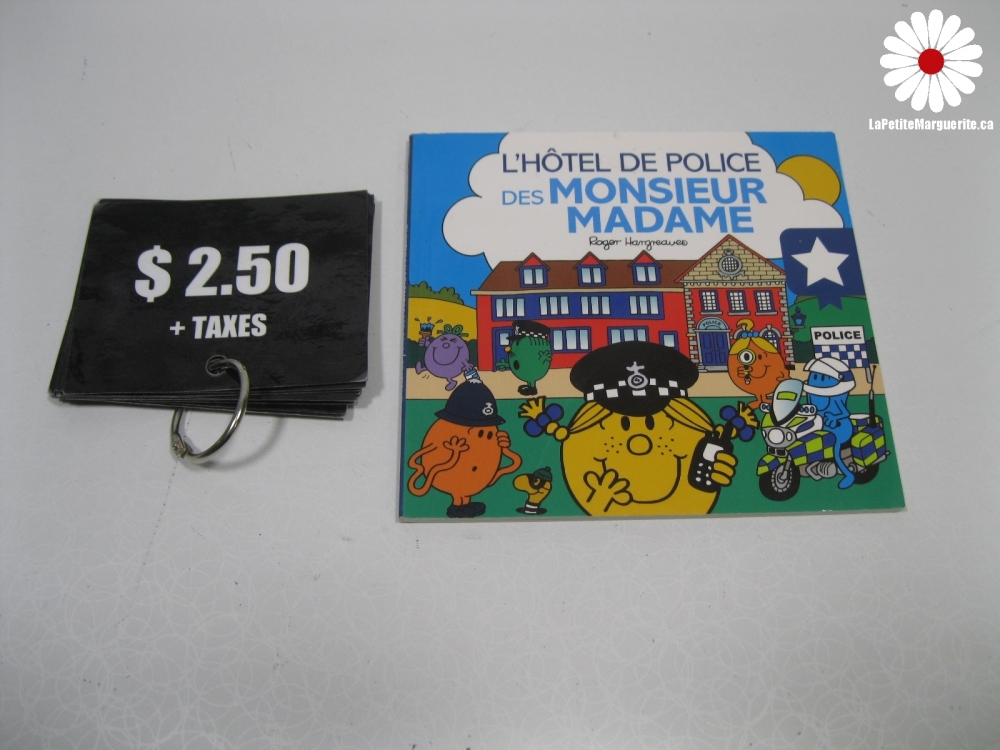 LaPetiteMarguerite.ca
$ 2.50
+ TAXES
L'HÔTEL DE POLICE
DES MONSIEUR
MADAME
Roger Hargreaves
POLICE